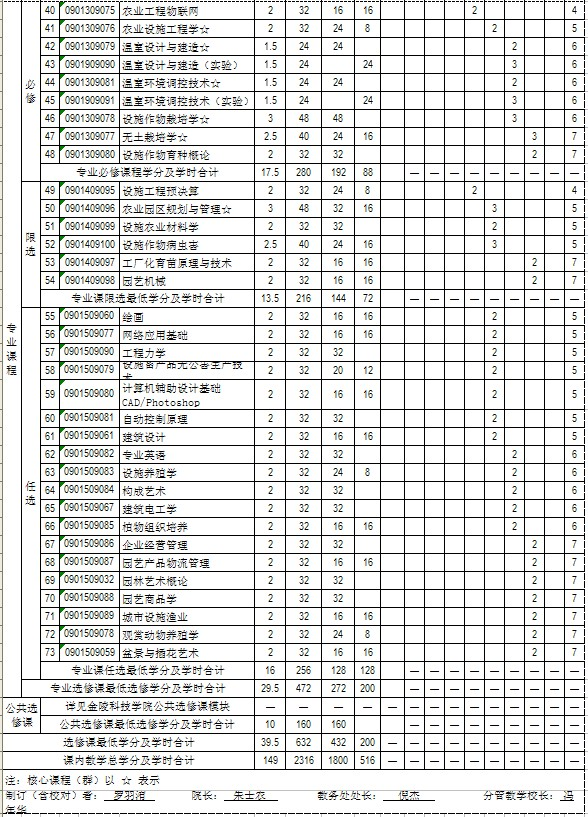 40 0901309075 农业工程物联网 2 32 16 16 2 4
41 0901309076 农业设施工程学☆ 2 32 24 8 2 5
42 0901309079 温室设计与建造☆ 1.5 24 24 2 6
43 0901909090 温室设计与建造（实验） 1.5 24 24 3 6
44 0901309081 温室环境调控技术☆ 1.5 24 24 2 6
45 0901909091 温室环境调控技术（实验） 1.5 24 24 3 6
46 0901309078 设施作物栽培学☆ 3 48 48 3 6
47 0901309077 无土栽培学☆ 2.5 40 24 16 3 7
48 0901309080 设施作物育种概论 2 32 32 2 7
必修
专业必修课程学分及学时合计 17.5 280 192 88 — — — — — — — — —
49 0901409095 设施工程预决算 2 32 24 8 2 4
50 0901409096 农业园区规划与管理☆ 3 48 32 16 3 5
51 0901409099 设施农业材料学 2 32 32 2 5
52 0901409100 设施作物病虫害 2.5 40 24 16 3 5
53 0901409097 工厂化育苗原理与技术 2 32 16 16 2 7
54 0901409098 园艺机械 2 32 16 16 2 7
限选
专业课限选最低学分及学时合计 13.5 216 144 72 — — — — — — — — —
专业课程
55 0901509060 绘画 2 32 16 16 2 5
56 0901509077 网络应用基础 2 32 16 16 2 5
57 0901509090 工程力学 2 32 32 2 5
58 0901509079 设施畜产品无公害生产技术 2 32 20 12 2 5
59 0901509080 计算机辅助设计基础CAD/Photoshop 2 32 16 16 2 5
60 0901509081 自动控制原理 2 32 32 2 5
61 0901509061 建筑设计 2 32 16 16 2 5
62 0901509082 专业英语 2 32 32 2 6
63 0901509083 设施养殖学 2 32 24 8 2 6
64 0901509084 构成艺术 2 32 32 2 6
65 0901509067 建筑电工学 2 32 32 2 6
66 0901509085 植物组织培养 2 32 16 16 2 6
67 0901509086 企业经营管理 2 32 32 2 7
68 0901509087 园艺产品物流管理 2 32 16 16 2 7
69 0901509032 园林艺术概论 2 32 32 2 7
70 0901509088 园艺商品学 2 32 32 2 7
71 0901509089 城市设施渔业 2 32 16 16 2 7
72 0901509078 观赏动物养殖学 2 32 24 8 2 7
73 0901509059 盆景与插花艺术 2 32 16 16 2 7
任选
专业课任选最低学分及学时合计 16 256 128 128 — — — — — — — — —
专业选修课最低选修学分及学时合计 29.5 472 272 200 — — — — — — — — —
公共选修课
详见金陵科技学院公共选修课模块 — — — — — — — — — — — — —
公共选修课最低选修学分及学时合计 10 160 160 — — — — — — — — —
选修课最低学分及学时合计 39.5 632 432 200 — — — — — — — — —
课内教学总学分及学时合计 149 2316 1800 516 — — — — — — — — —
注：核心课程（群）以 ☆ 表示
制订（含校对）者： 罗羽洧 院长： 朱士农 教务处处长： 倪杰 分管教学校长： 冯年华